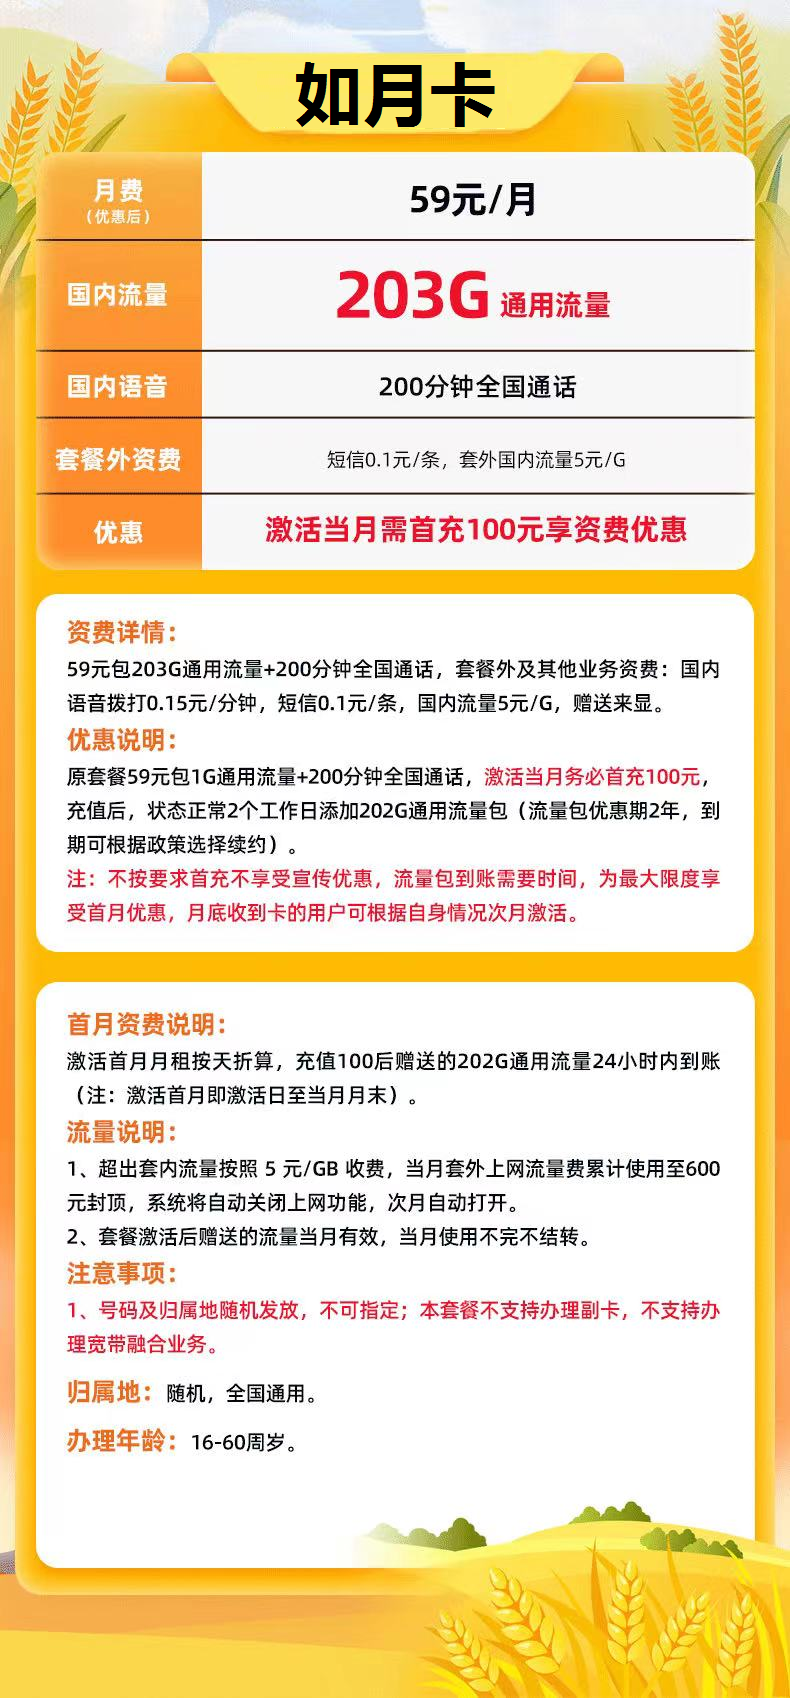 如月卡
月费
（优惠后）
59元/月
国内流量
203G 通用流量
国内语音
200分钟全国通话
套餐外资费
短信0.1元/条，套外国内流量5元/G
优惠
激活当月需首充100元享资费优惠
资费详情：
59元包203G通用流量+200分钟全国通话，套餐外及其他业务资费：国内
语音拨打0.15元/分钟，短信0.1元/条，国内流量5元/G，赠送来显。
优惠说明：
原套餐59元包1G通用流量+200分钟全国通话，激活当月务必首充100元，
充值后，状态正常2个工作日添加202G通用流量包（流量包优惠期2年，到
期可根据政策选择续约）。
注：不按要求首充不享受宣传优惠，流量包到账需要时间，为最大限度享
受首月优惠，月底收到卡的用户可根据自身情况次月激活。
首月资费说明：
激活首月月租按天折算，充值100后赠送的202G通用流量24小时内到账
（注：激活首月即激活日至当月月末）。
流量说明：
1、超出套内流量按照 5 元/GB 收费，当月套外上网流量费累计使用至600
元封顶，系统将自动关闭上网功能，次月自动打开。
2、套餐激活后赠送的流量当月有效，当月使用不完不结转。
注意事项：
1、号码及归属地随机发放，不可指定；本套餐不支持办理副卡，不支持办
理宽带融合业务。
归属地：随机，全国通用。
办理年龄：16-60周岁。